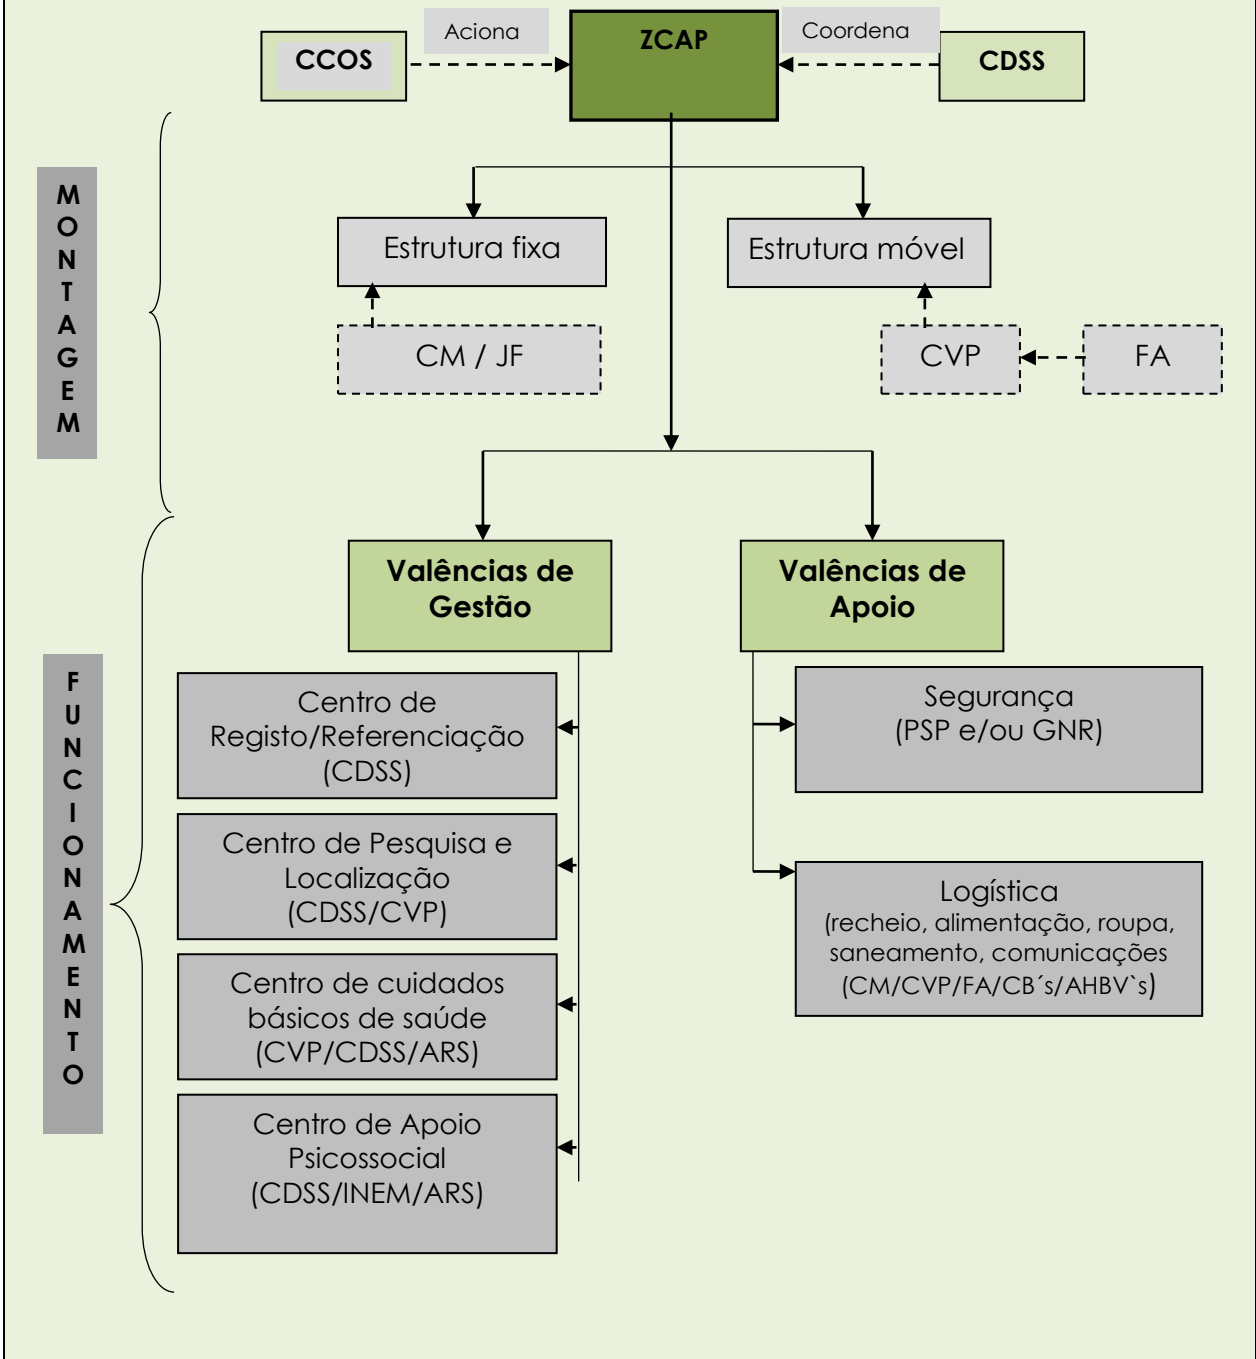 Aciona
ZCAP
Coordena
CCOS
CDSS
MONTAGEM
Estrutura fixa
Estrutura móvel
CM / JF
CVP
FA
FUNCIONAMENTO
Valências de
Gestão
Valências de
Apoio
Centro de
Registo/Referenciação
(CDSS)
Centro de Pesquisa e
Localização
(CDSS/CVP)
Centro de cuidados
básicos de saúde
(CVP/CDSS/ARS)
Centro de Apoio
Psicossocial
(CDSS/INEM/ARS)
Segurança
(PSP e/ou GNR)
Logística
(recheio, alimentação, roupa,
saneamento, comunicações
(CM/CVP/FA/CB´s/AHBV`s)